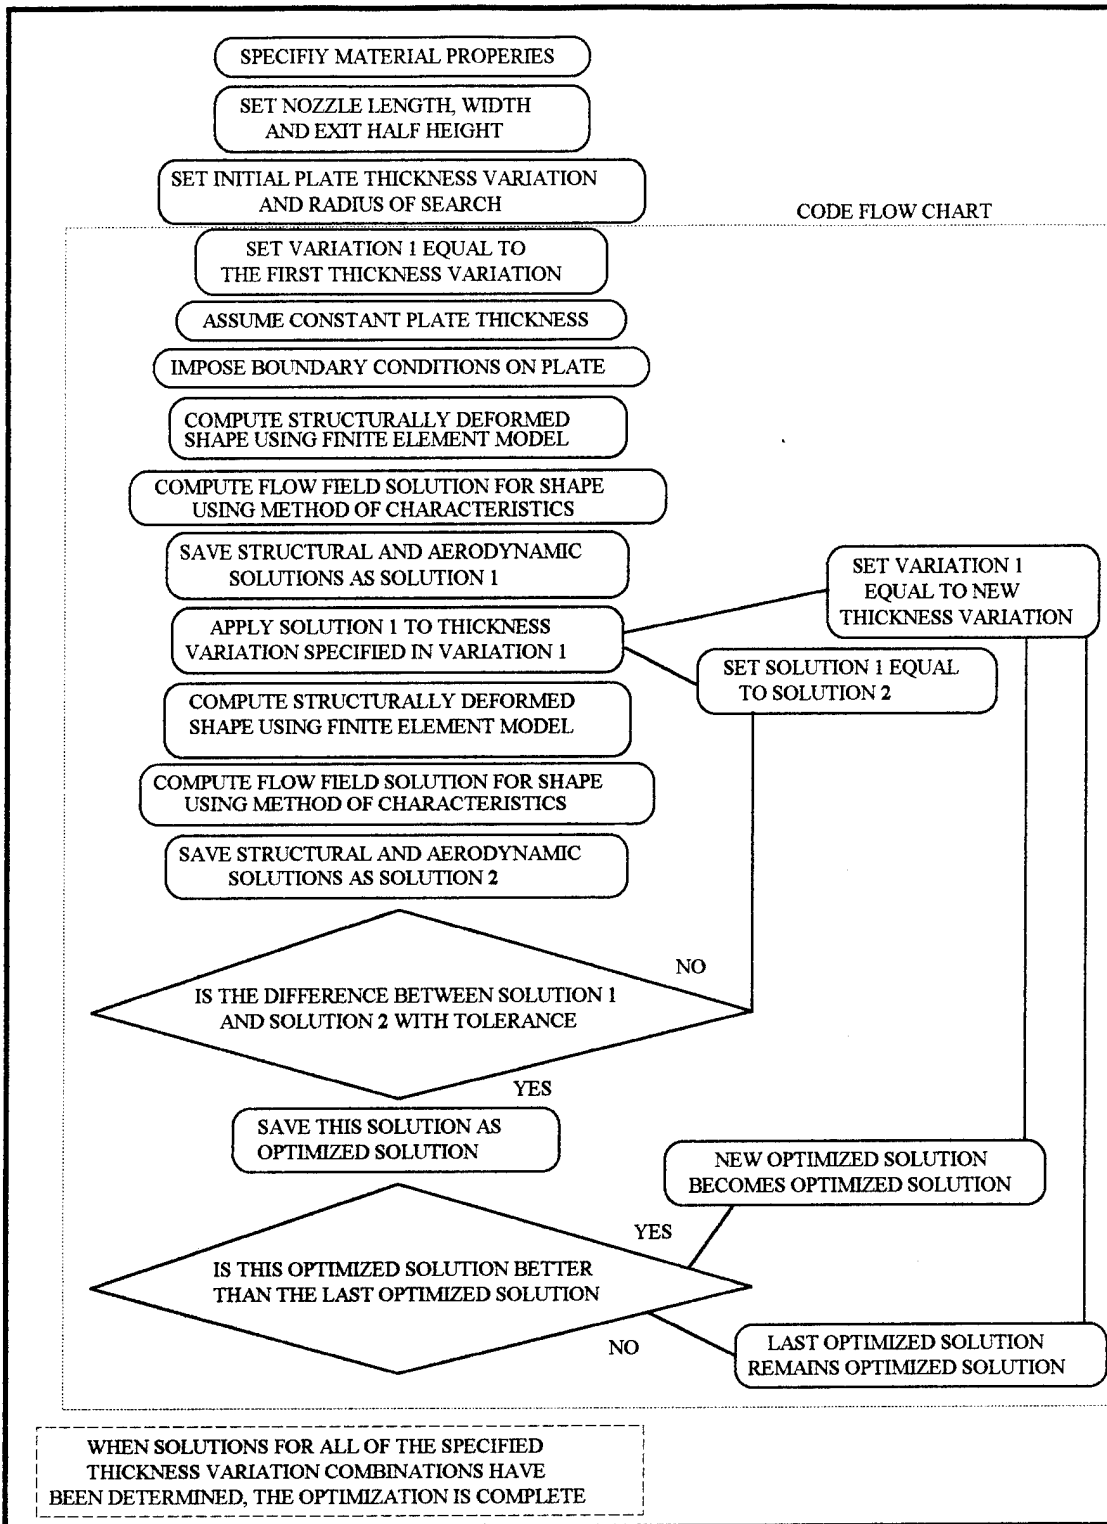 SPECIFIY MATERIAL PROPERIES
SET NOZZLE LENGTH, WIDTH
AND EXIT HALF HEIGHT
SET INITIAL PLATE THICKNESS VARIATION
AND RADIUS OF SEARCH
CODE FLOW CHART
SET VARIATION 1 EQUAL TO
THE FIRST THICKNESS VARIATION
ASSUME CONSTANT PLATE THICKNESS
IMPOSE BOUNDARY CONDITIONS ON PLATE
COMPUTE STRUCTURALLY DEFORMED
SHAPE USING FINITE ELEMENT MODEL
COMPUTE FLOW FIELD SOLUTION FOR SHAPE
USING METHOD OF CHARACTERISTICS
SAVE STRUCTURAL AND AERODYNAMIC
SOLUTIONS AS SOLUTION 1
SET VARIATION 1
EQUAL TO NEW
THICKNESS VARIATION
APPLY SOLUTION 1 TO THICKNESS
VARIATION SPECIFIED IN VARIATION 1
SET SOLUTION 1 EQUAL
TO SOLUTION 2
COMPUTE STRUCTURALLY DEFORMED
SHAPE USING FINITE ELEMENT MODEL
COMPUTE FLOW FIELD SOLUTION FOR SHAPE
USING METHOD OF CHARACTERISTICS
SAVE STRUCTURAL AND AERODYNAMIC
SOLUTIONS AS SOLUTION 2
NO
IS THE DIFFERENCE BETWEEN SOLUTION 1
AND SOLUTION 2 WITH TOLERANCE
YES
SAVE THIS SOLUTION AS
OPTIMIZED SOLUTION
NEW OPTIMIZED SOLUTION
BECOMES OPTIMIZED SOLUTION
YES
IS THIS OPTIMIZED SOLUTION BETTER
THAN THE LAST OPTIMIZED SOLUTION
NO
LAST OPTIMIZED SOLUTION
REMAINS OPTIMIZED SOLUTION
WHEN SOLUTIONS FOR ALL OF THE SPECIFIED
THICKNESS VARIATION COMBINATIONS HAVE
BEEN DETERMINED, THE OPTIMIZATION IS COMPLETE